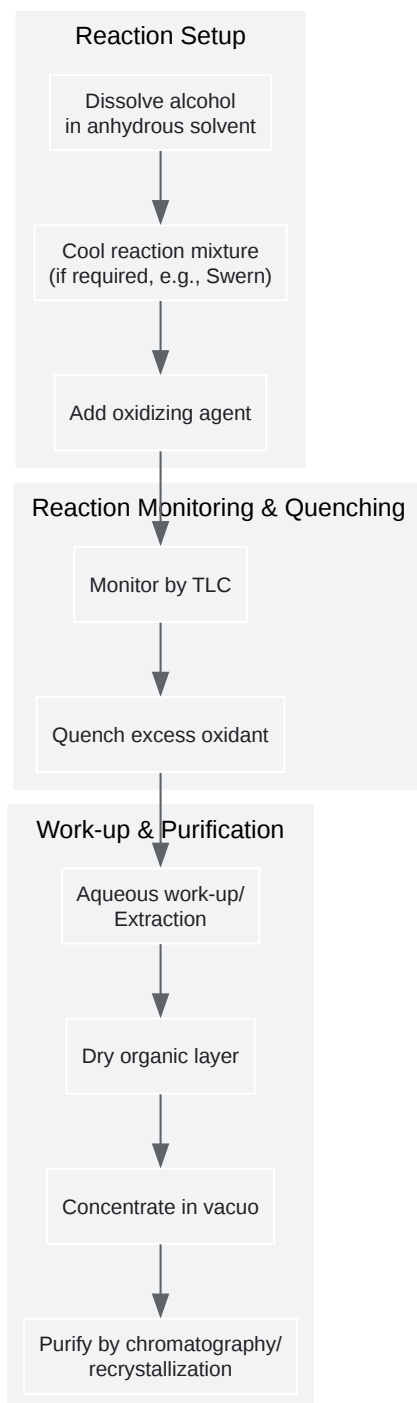 Reaction Setup
Dissolve alcohol
in anhydrous solvent
Cool reaction mixture
(if required, e.g., Swern)
Add oxidizing agent
Reaction Monitoring & Quenching
Monitor by TLC
Quench excess oxidant
Work-up & Purification
Aqueous work-up/
Extraction
Dry organic layer
Concentrate in vacuo
Purify by chromatography/
recrystallization